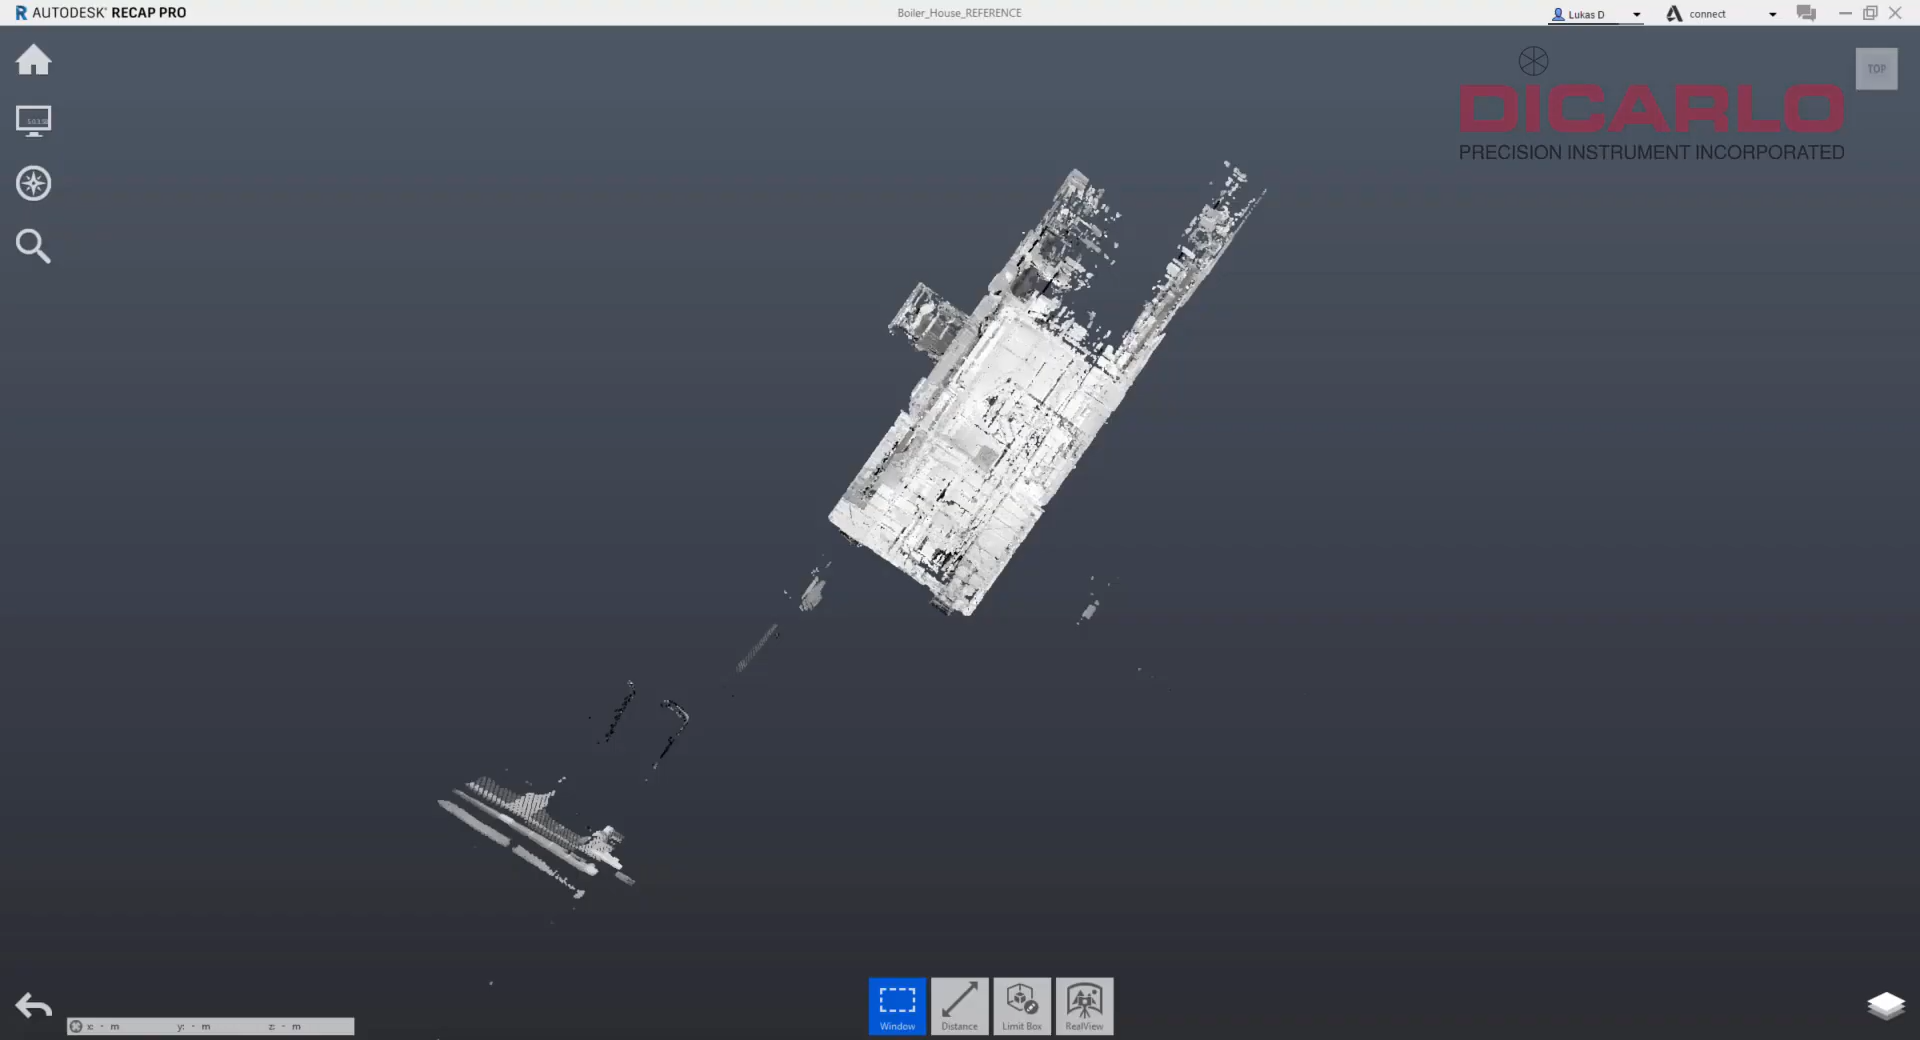 R AUTODESK® RECAP PRO
Boiler_House_REFERENCE
Lukas D
connect
TOP
DICARLO
PRECISION INSTRUMENT INCORPORATED
Window
Distance
Limit Box
RealView
x: - m y: - m z: - m